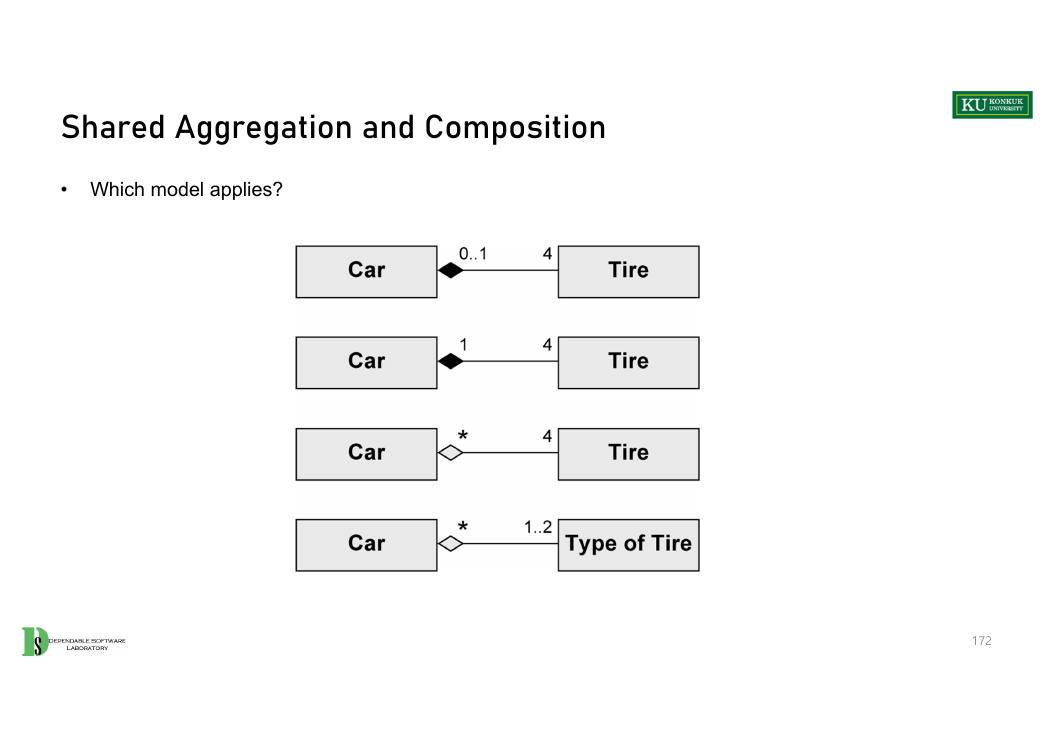 KU KONKUK
UNIVERSITY
Shared Aggregation and Composition
• Which model applies?
Car 0..1 4 Tire
Car 1 4 Tire
Car * 4 Tire
Car * 1..2 Type of Tire
DS DEPENDABLE SOFTWARE
LABORATORY
172